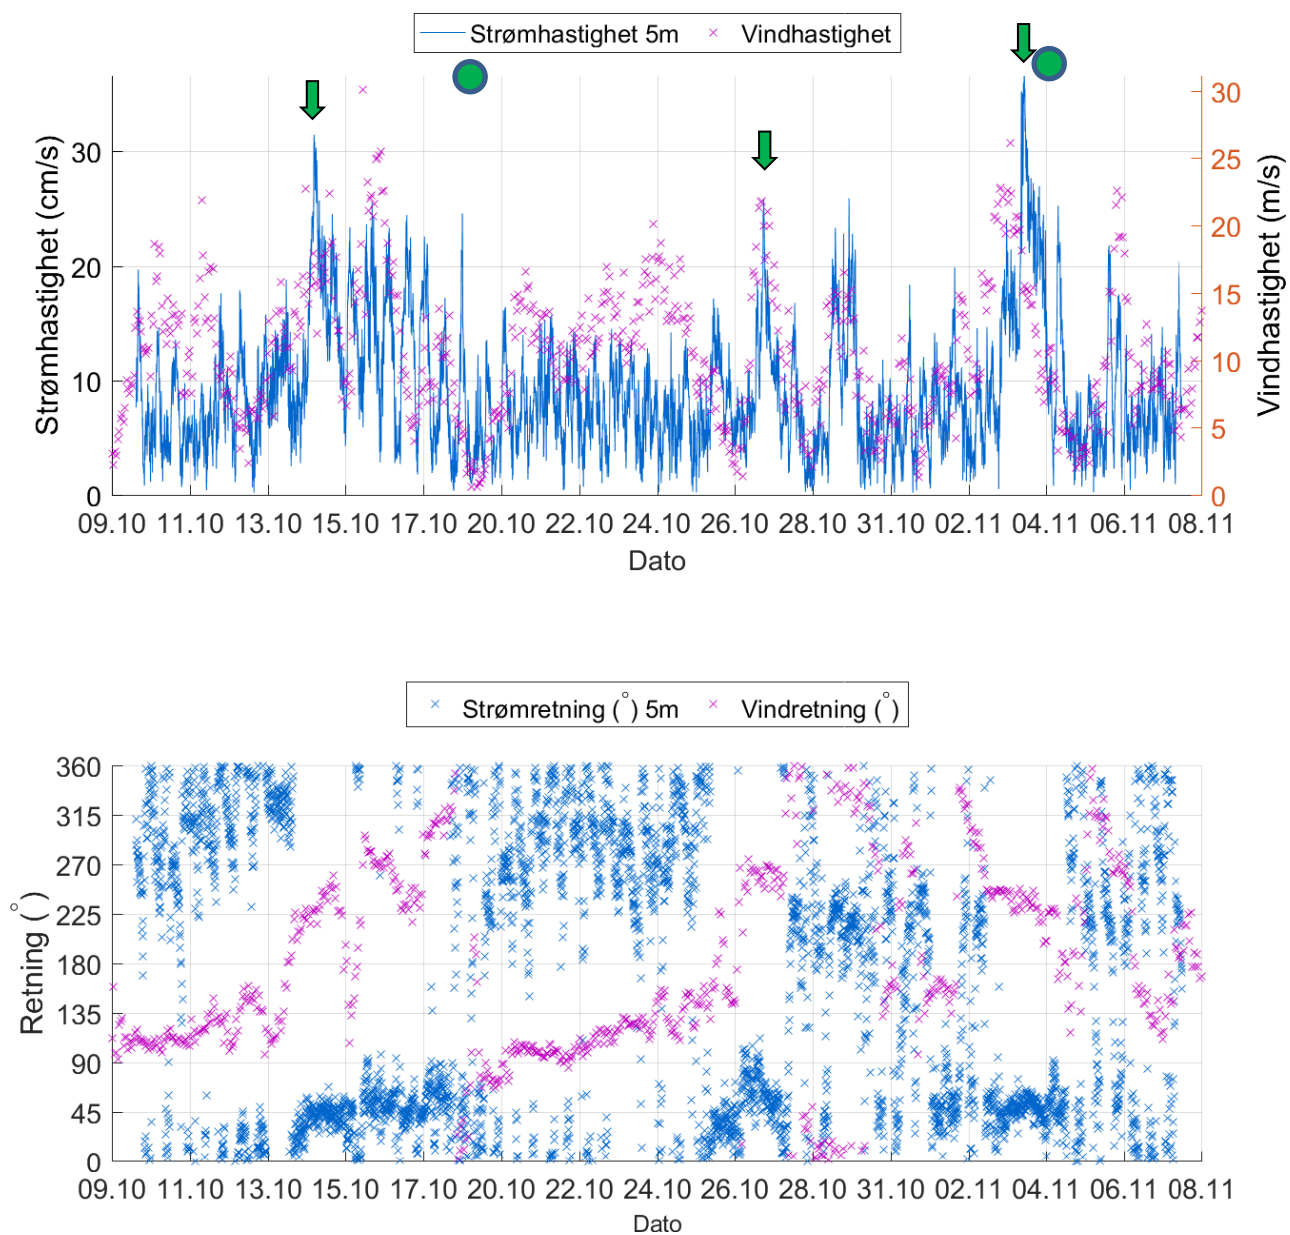 Strømhastighet 5m Vindhastighet
Strømhastighet (cm/s)
30
20
10
0
Vindhastighet (m/s)
30
25
20
15
10
5
0
09.10 11.10 13.10 15.10 17.10 20.10 22.10 24.10 26.10 28.10 31.10 02.11 04.11 06.11 08.11
Dato
Strømretning (°) 5m Vindretning (°)
Retning (°)
360
315
270
225
180
135
90
45
0
09.10 11.10 13.10 15.10 17.10 20.10 22.10 24.10 26.10 28.10 31.10 02.11 04.11 06.11 08.11
Dato